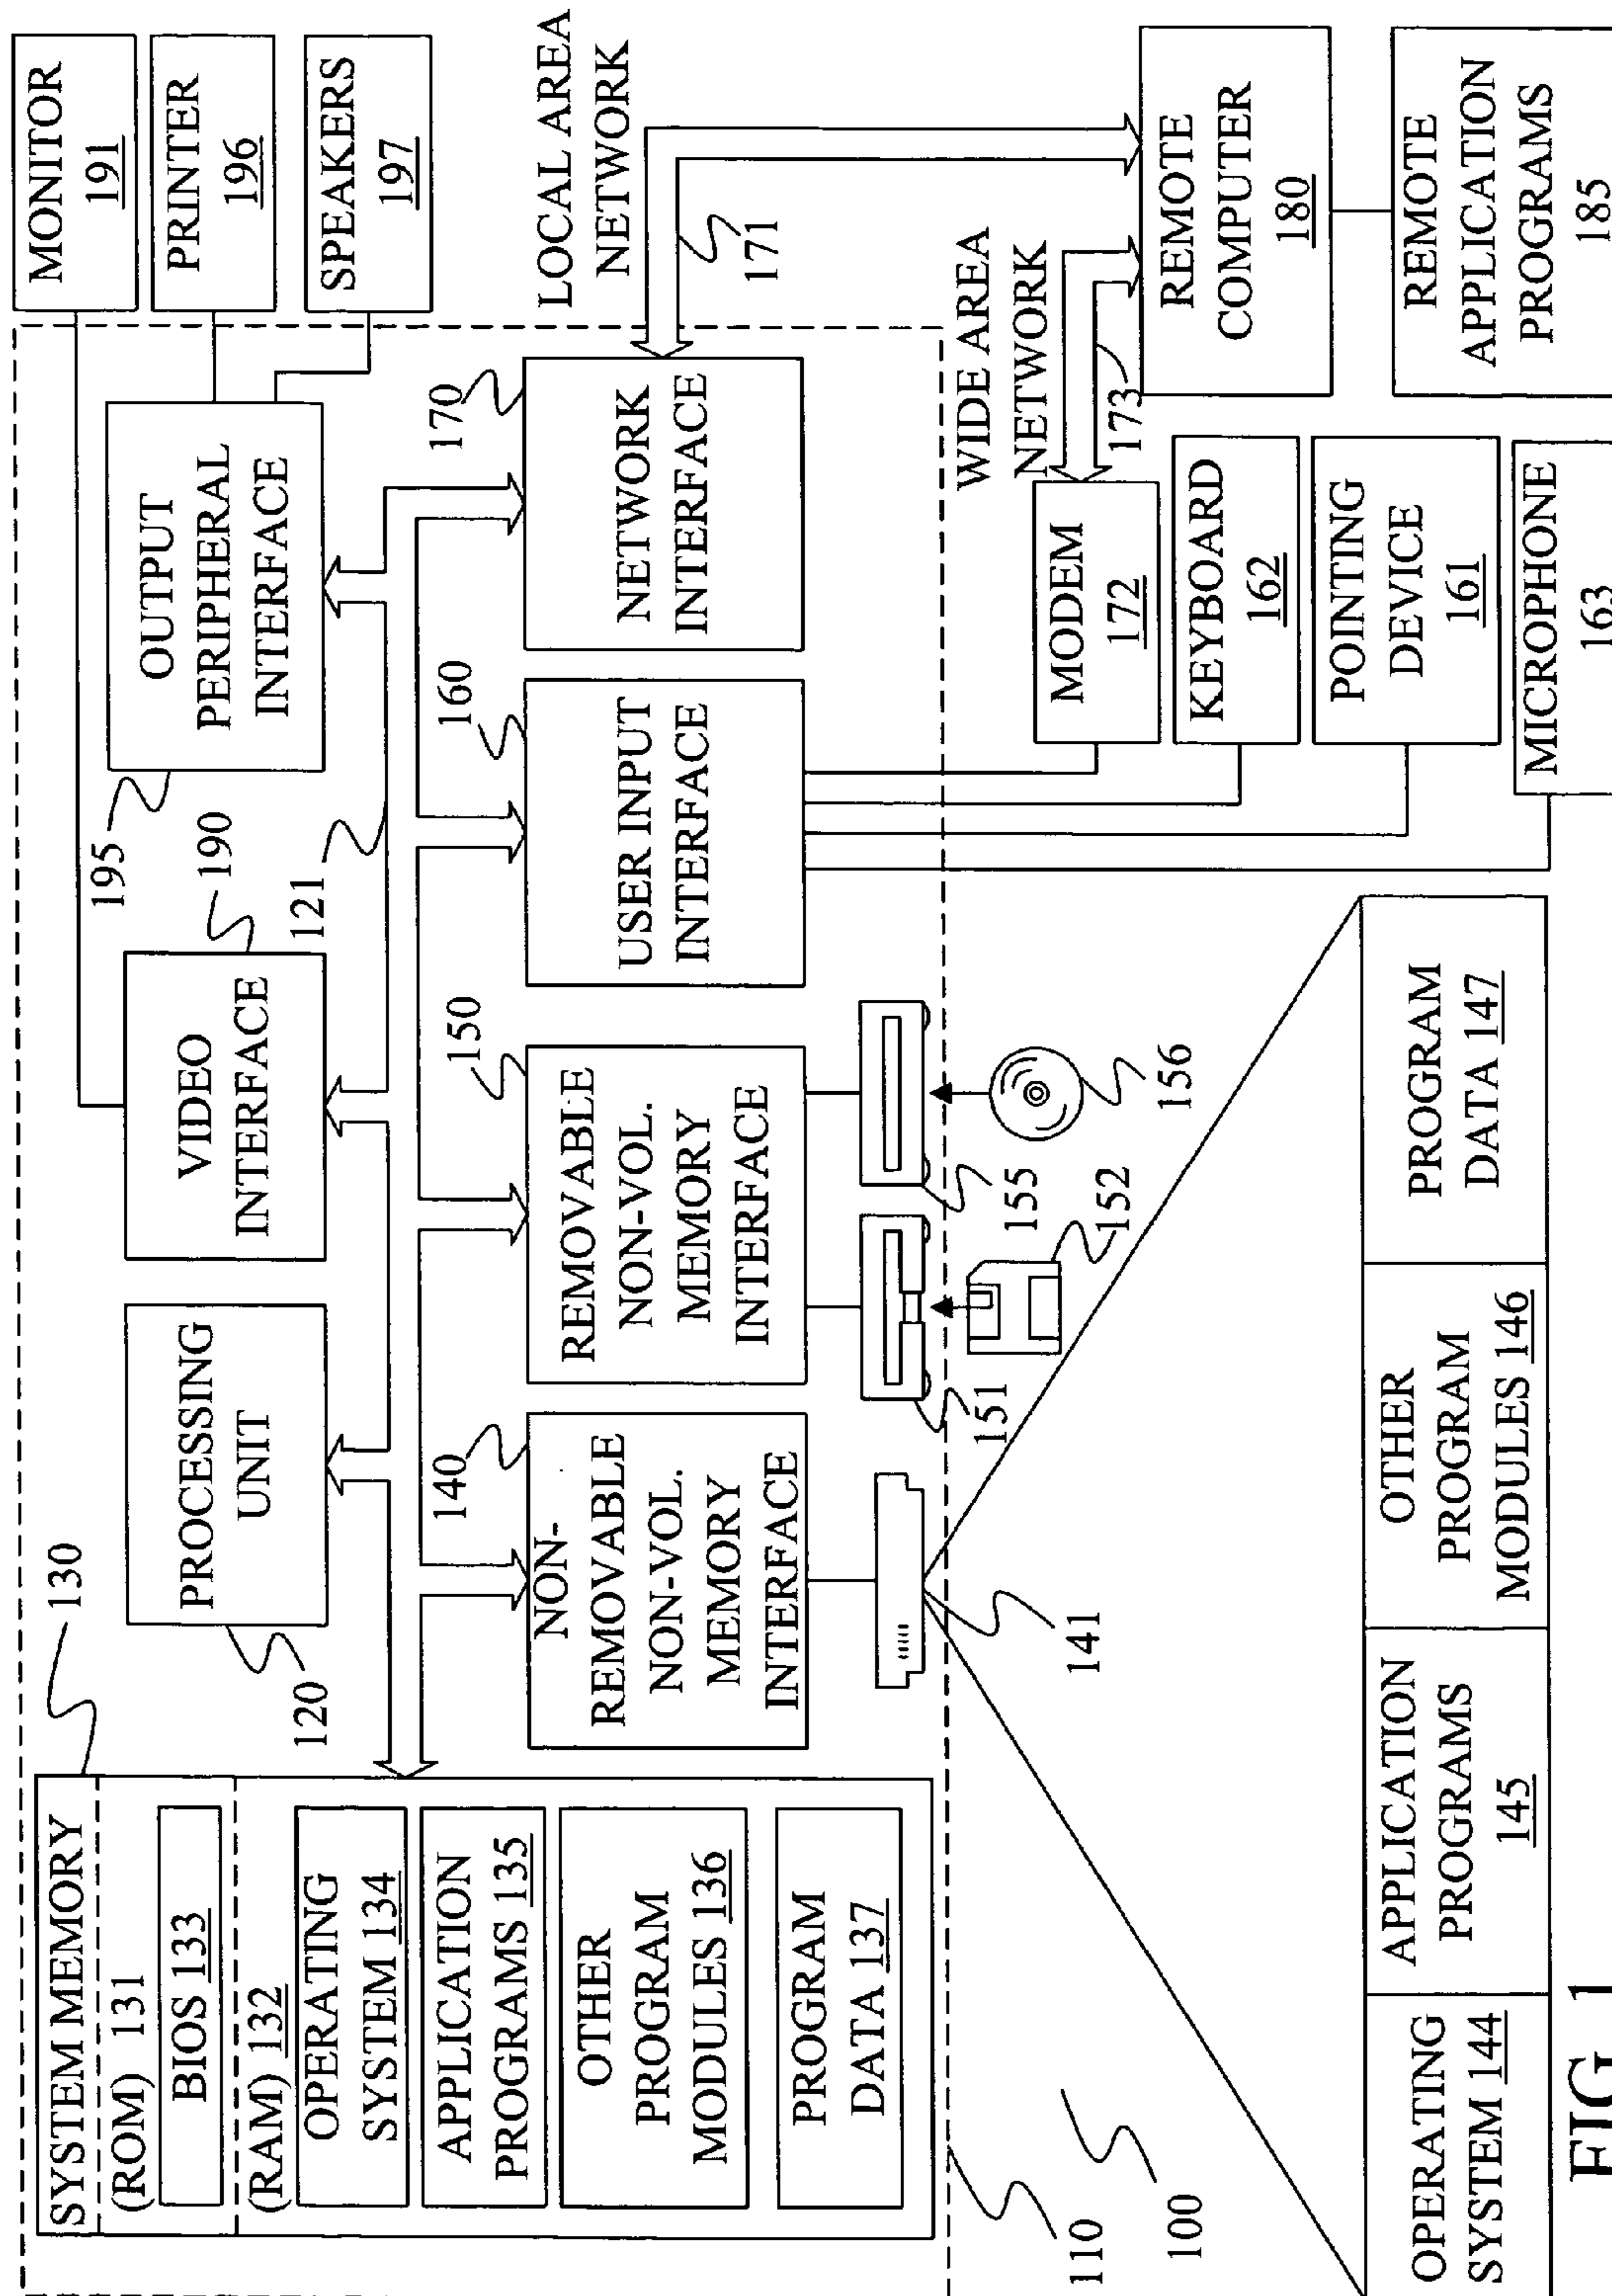 SYSTEM MEMORY
(ROM) 131
BIOS 133
(RAM) 132
OPERATING
SYSTEM 134
APPLICATION
PROGRAMS 135
OTHER
PROGRAM
MODULES 136
PROGRAM
DATA 137
130
PROCESSING
UNIT
120
VIDEO
INTERFACE
190
121
OUTPUT
PERIPHERAL
INTERFACE
195
MONITOR
191
PRINTER
196
SPEAKERS
197
NON-
REMOVABLE
NON-VOL.
MEMORY
INTERFACE
140
REMOVABLE
NON-VOL.
MEMORY
INTERFACE
150
USER INPUT
INTERFACE
160
NETWORK
INTERFACE
170
LOCAL AREA
NETWORK
171
141
151
152
155
156
WIDE AREA
NETWORK
173
MODEM
172
KEYBOARD
162
POINTING
DEVICE
161
MICROPHONE
163
REMOTE
COMPUTER
180
REMOTE
APPLICATION
PROGRAMS
185
110
100
OPERATING
SYSTEM 144
APPLICATION
PROGRAMS
145
OTHER
PROGRAM
MODULES 146
PROGRAM
DATA 147
FIG. 1